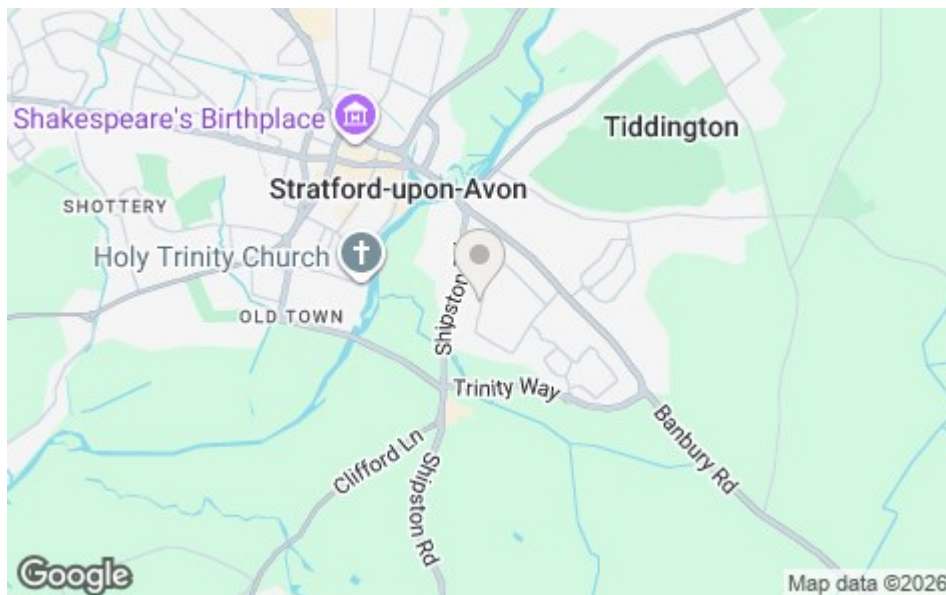 Shakespeare's Birthplace
Tiddington
Stratford-upon-Avon
SHOTTERY
Holy Trinity Church
OLD TOWN
Shipston
Trinity Way
Clifford Ln
Shipston Rd
Banbury Rd
Google
Map data ©2026